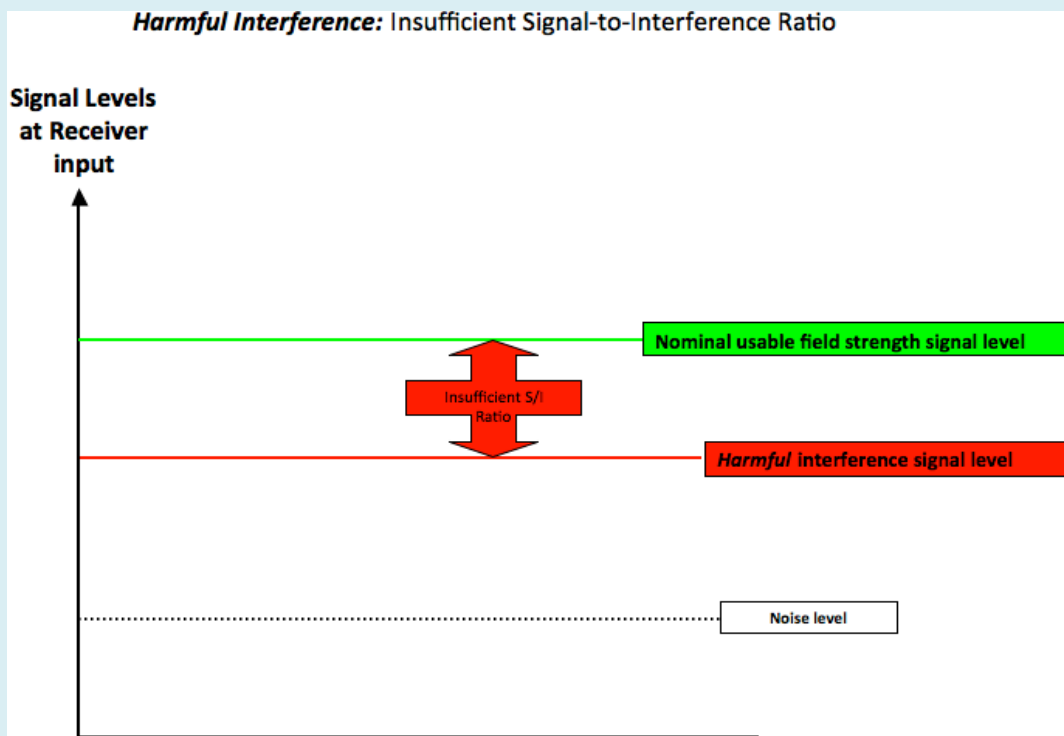 Harmful Interference: Insufficient Signal-to-Interference Ratio
Signal Levels
at Receiver
input
Nominal usable field strength signal level
Insufficient S/I
Ratio
Harmful interference signal level
Noise level